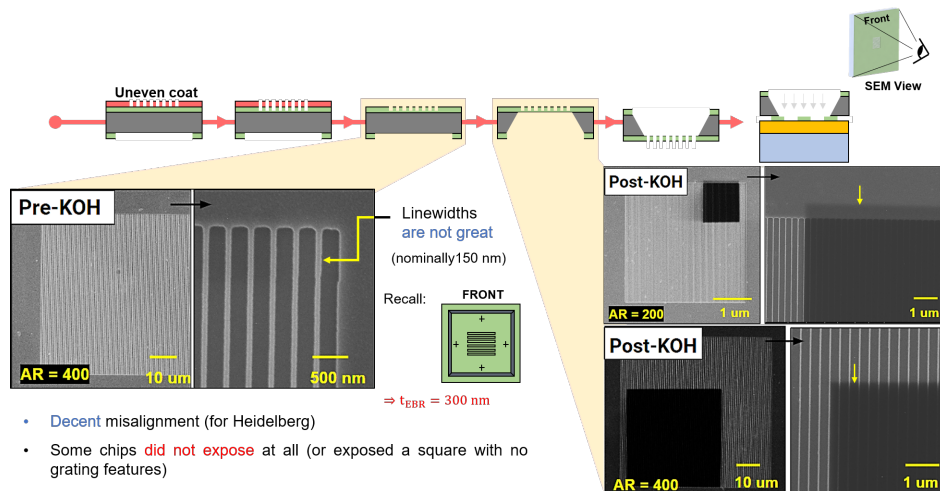 Front
SEM View
Uneven coat
Pre-KOH
AR = 400
10 um
500 nm
Linewidths
are not great
(nominally150 nm)
Recall:
FRONT
⇒ tEBR = 300 nm
Post-KOH
AR = 200
1 um
1 um
Post-KOH
AR = 400
10 um
1 um
• Decent misalignment (for Heidelberg)
• Some chips did not expose at all (or exposed a square with no
grating features)